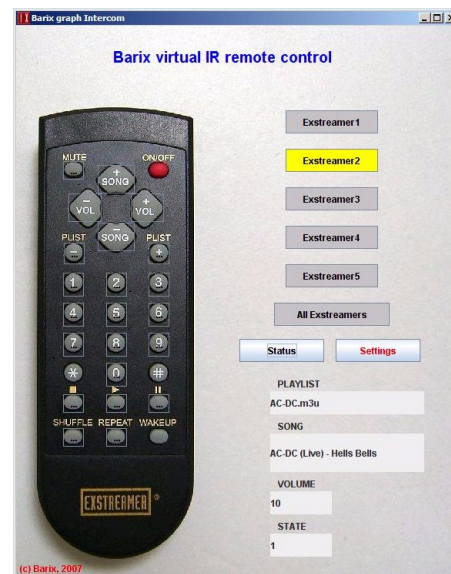 Barix graph Intercom
Barix virtual IR remote control
MUTE ON/OFF
+
SONG
− VOL + VOL
− SONG
PLIST PLIST
− +
1 2 3
4 5 6
7 8 9
* 0 #
SHUFFLE REPEAT WAKEUP
EXSTREAMER ®
(c) Barix, 2007
Exstreamer1
Exstreamer2
Exstreamer3
Exstreamer4
Exstreamer5
All Exstreamers
Status Settings
PLAYLIST
AC-DC.m3u
SONG
AC-DC (Live) - Hells Bells
VOLUME
10
STATE
1